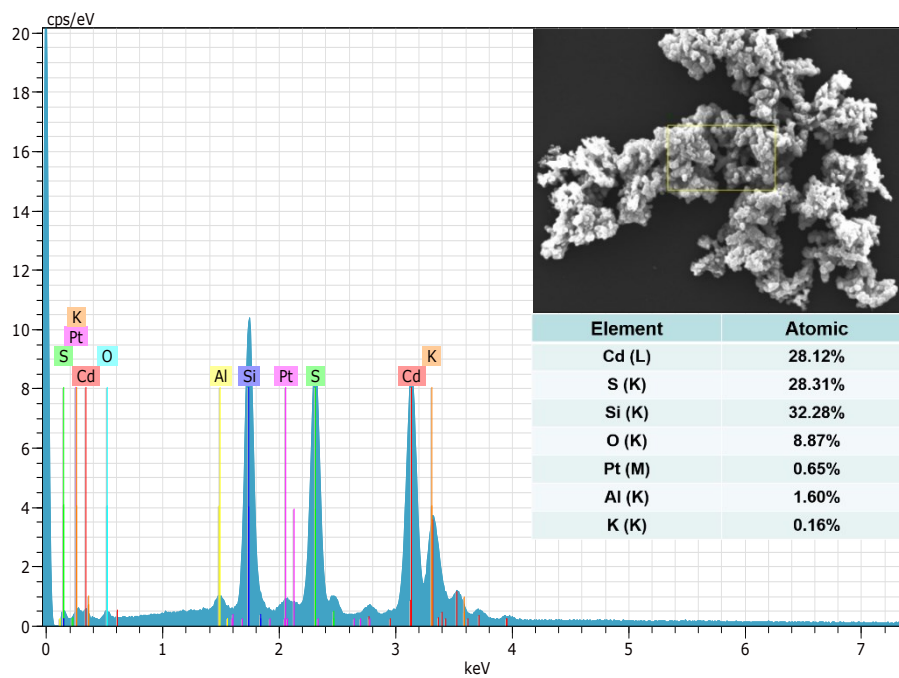 cps/eV
20
18
16
14
12
10
8
6
4
2
0
K
Pt
S
O
Cd
Al
Si
Pt
S
Cd
K
0 1 2 3 4 5 6 7
keV
Element Atomic
Cd (L) 28.12%
S (K) 28.31%
Si (K) 32.28%
O (K) 8.87%
Pt (M) 0.65%
Al (K) 1.60%
K (K) 0.16%